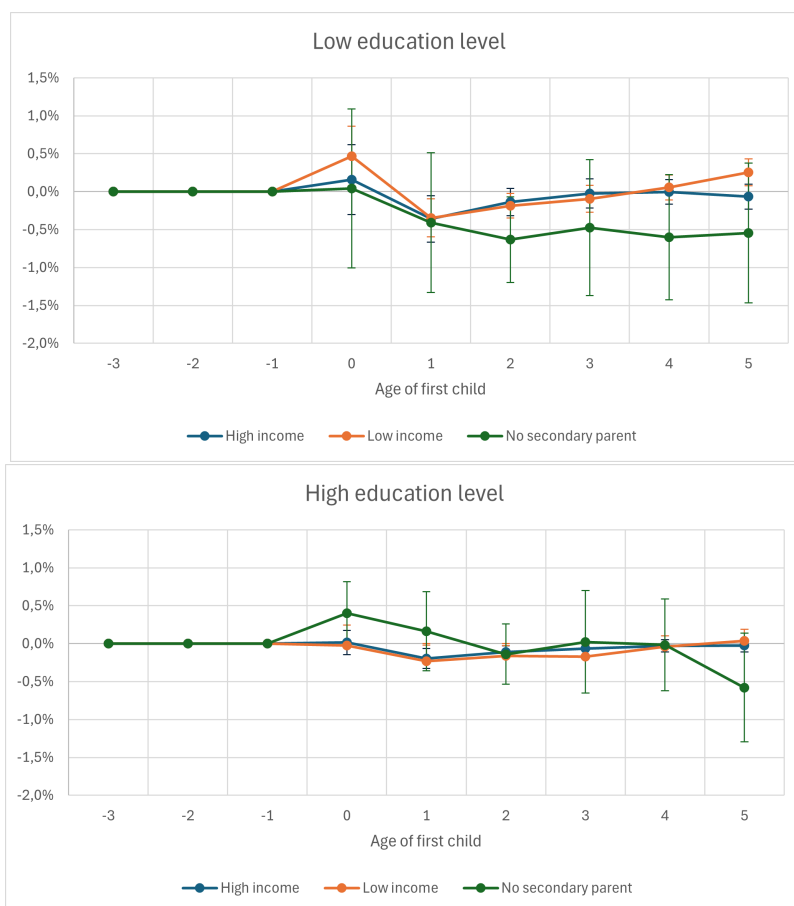 Low education level
1,5%
1,0%
0,5%
0,0%
-0,5%
-1,0%
-1,5%
-2,0%
-3 -2 -1 0 1 2 3 4 5
Age of first child
High income Low income No secondary parent
High education level
1,5%
1,0%
0,5%
0,0%
-0,5%
-1,0%
-1,5%
-2,0%
-3 -2 -1 0 1 2 3 4 5
Age of first child
High income Low income No secondary parent